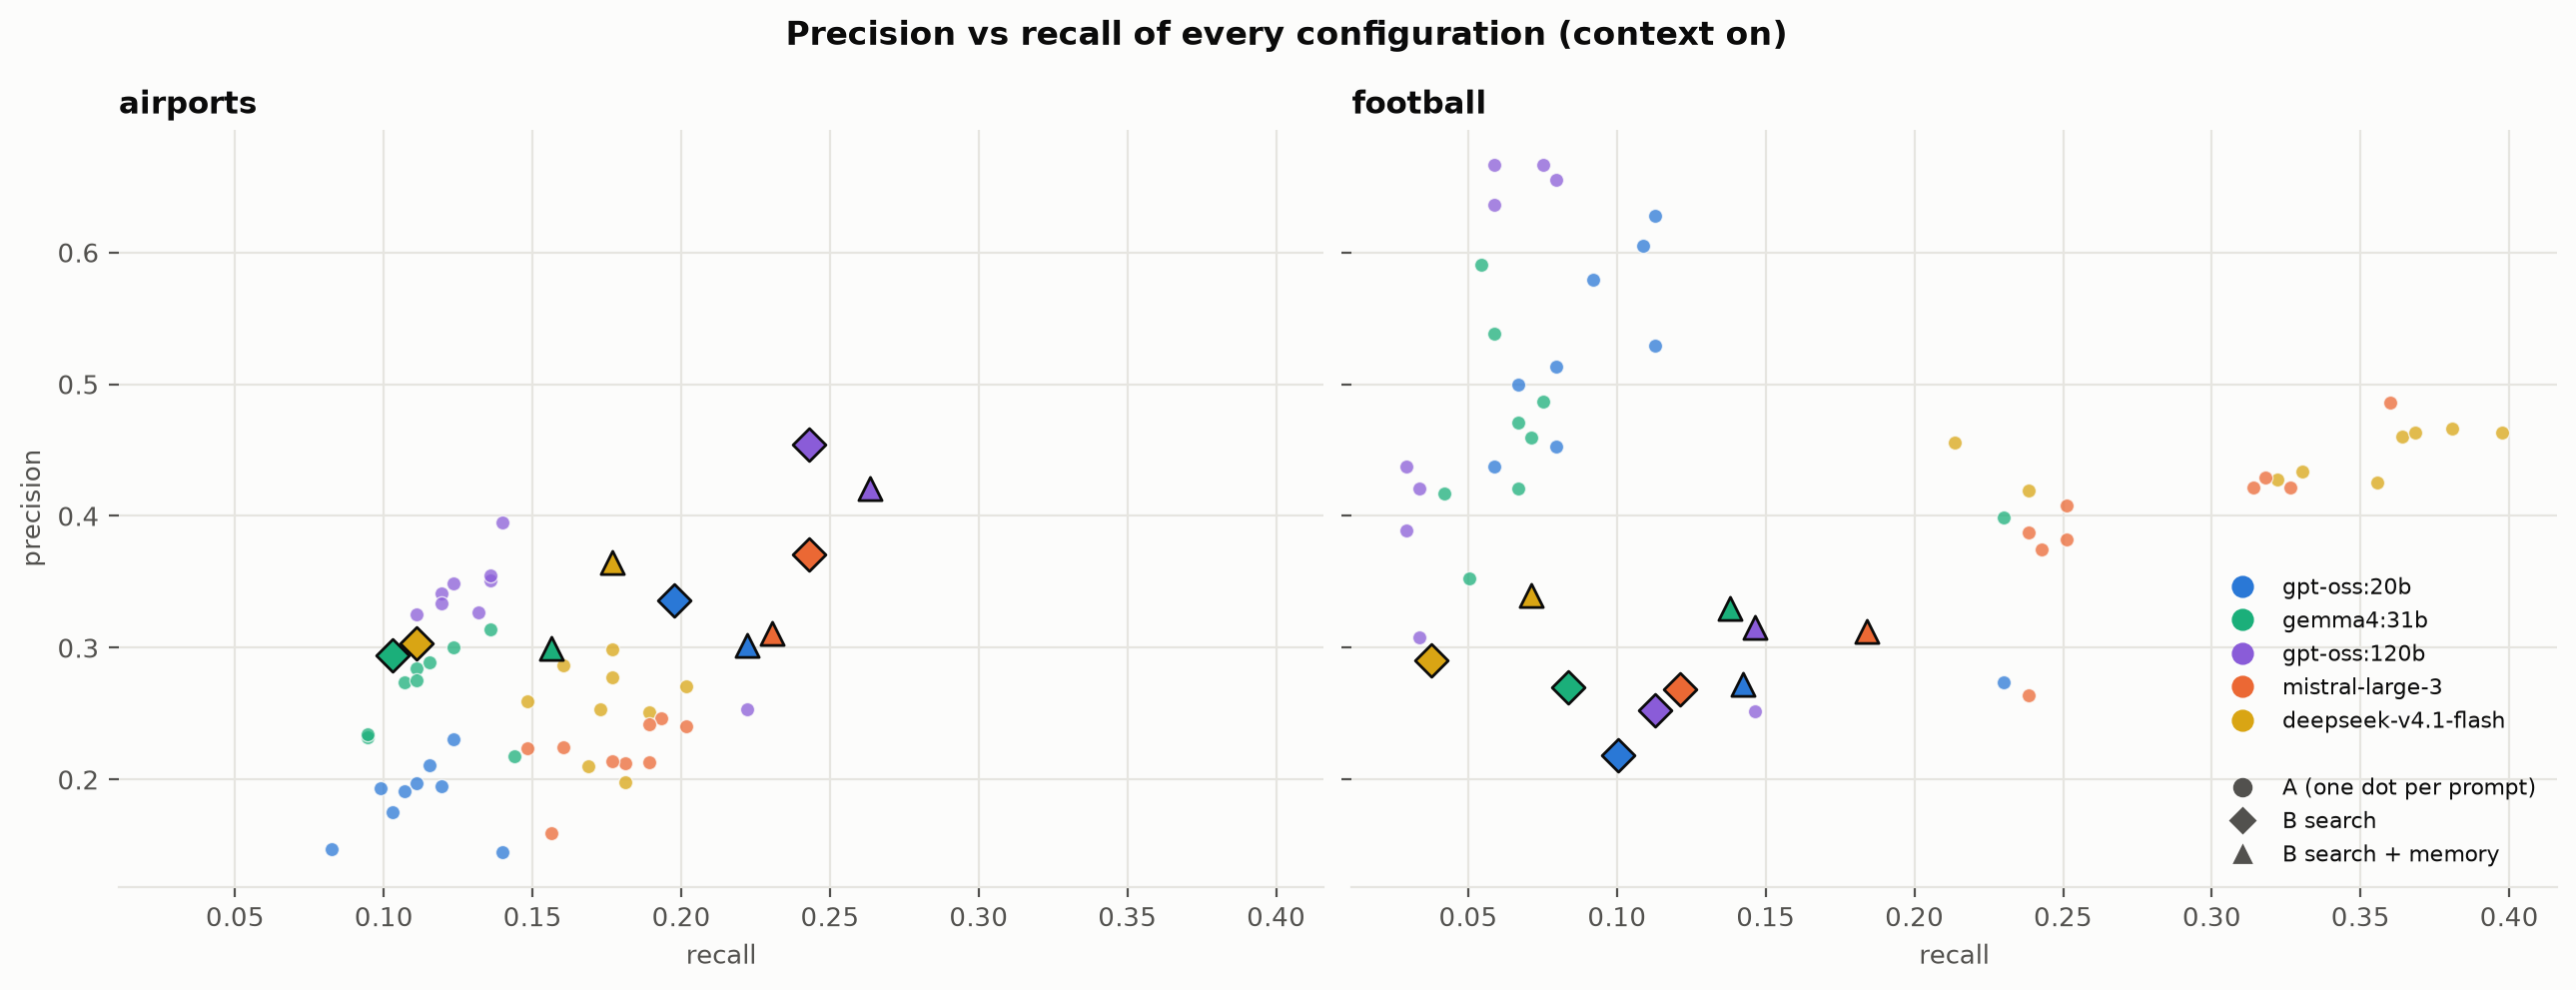 Precision vs recall of every configuration (context on)
airports
football
precision
0.6
0.5
0.4
0.3
0.2
0.05 0.10 0.15 0.20 0.25 0.30 0.35 0.40
recall
0.05 0.10 0.15 0.20 0.25 0.30 0.35 0.40
recall
gpt-oss:20b
gemma4:31b
gpt-oss:120b
mistral-large-3
deepseek-v4.1-flash
A (one dot per prompt)
B search
B search + memory